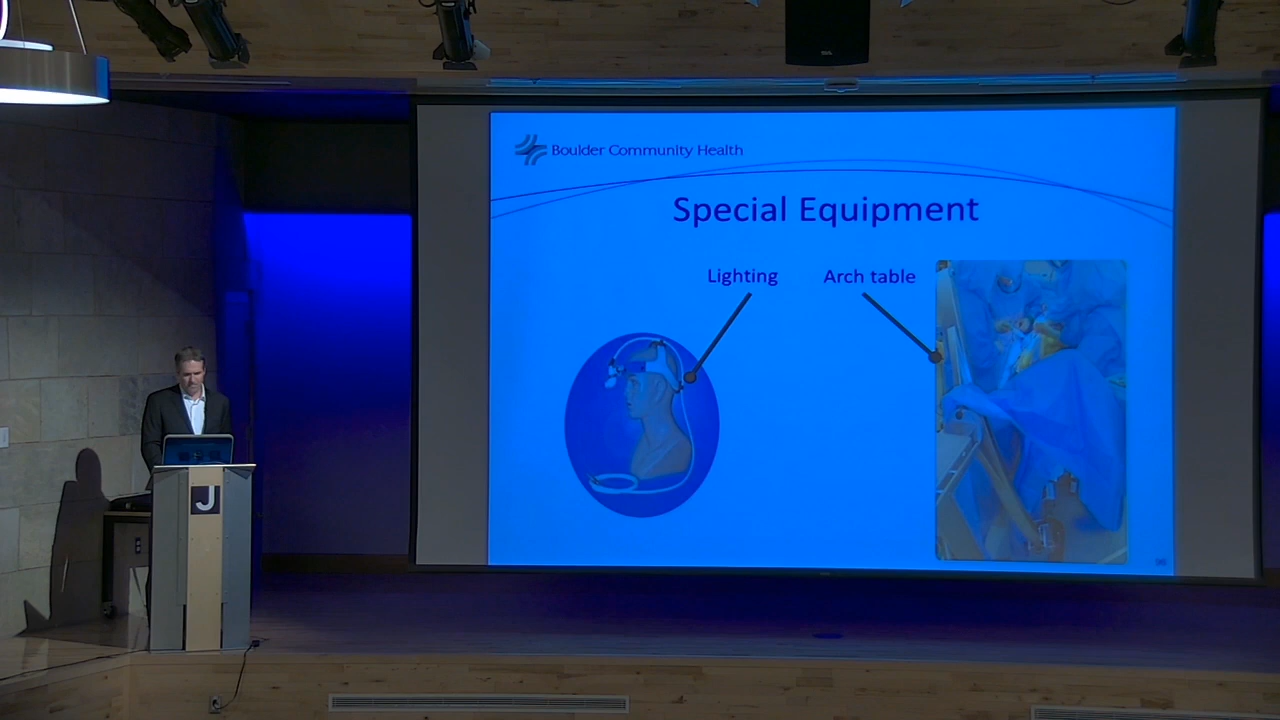 Boulder Community Health
Special Equipment
Lighting
Arch table
J